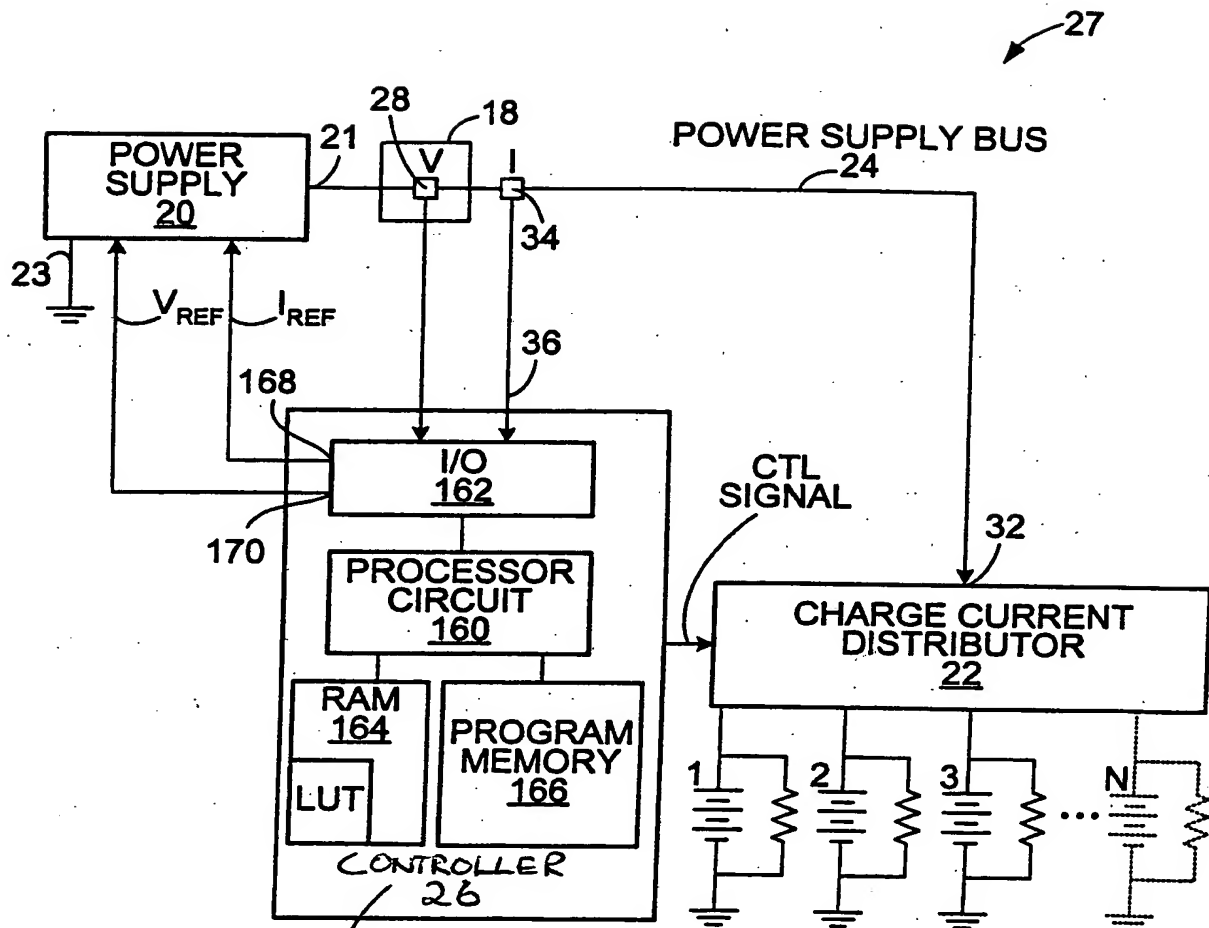 27
28
18
21
POWER
SUPPLY
20
V
I
POWER SUPPLY BUS
24
34
23
V REF
I REF
36
168
I/O
162
170
CTL
SIGNAL
32
PROCESSOR
CIRCUIT
160
CHARGE CURRENT
DISTRIBUTOR
22
RAM
164
LUT
PROGRAM
MEMORY
166
1
2
3
...
N
CONTROLLER
26